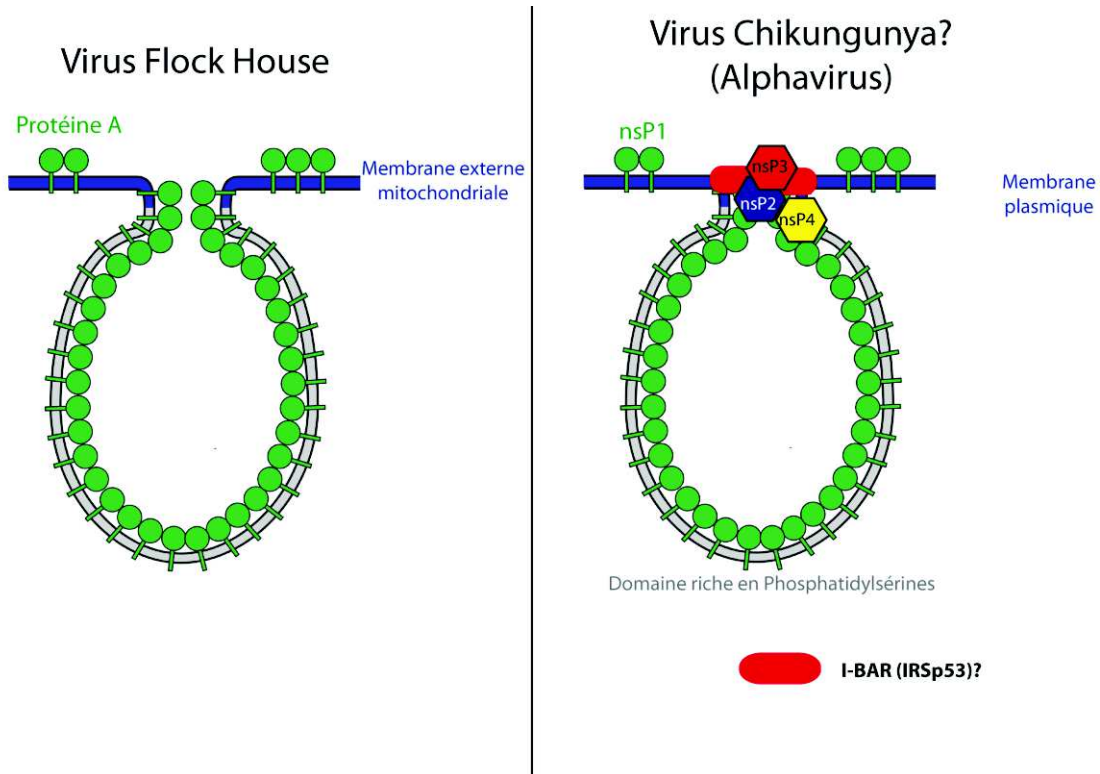 Virus Flock House
Protéine A
Membrane externe
mitochondriale
Virus Chikungunya?
(Alphavirus)
nsP1
nsP3
nsP2
nsP4
Membrane
plasmique
Domaine riche en Phosphatidylsérines
I-BAR (IRSp53)?